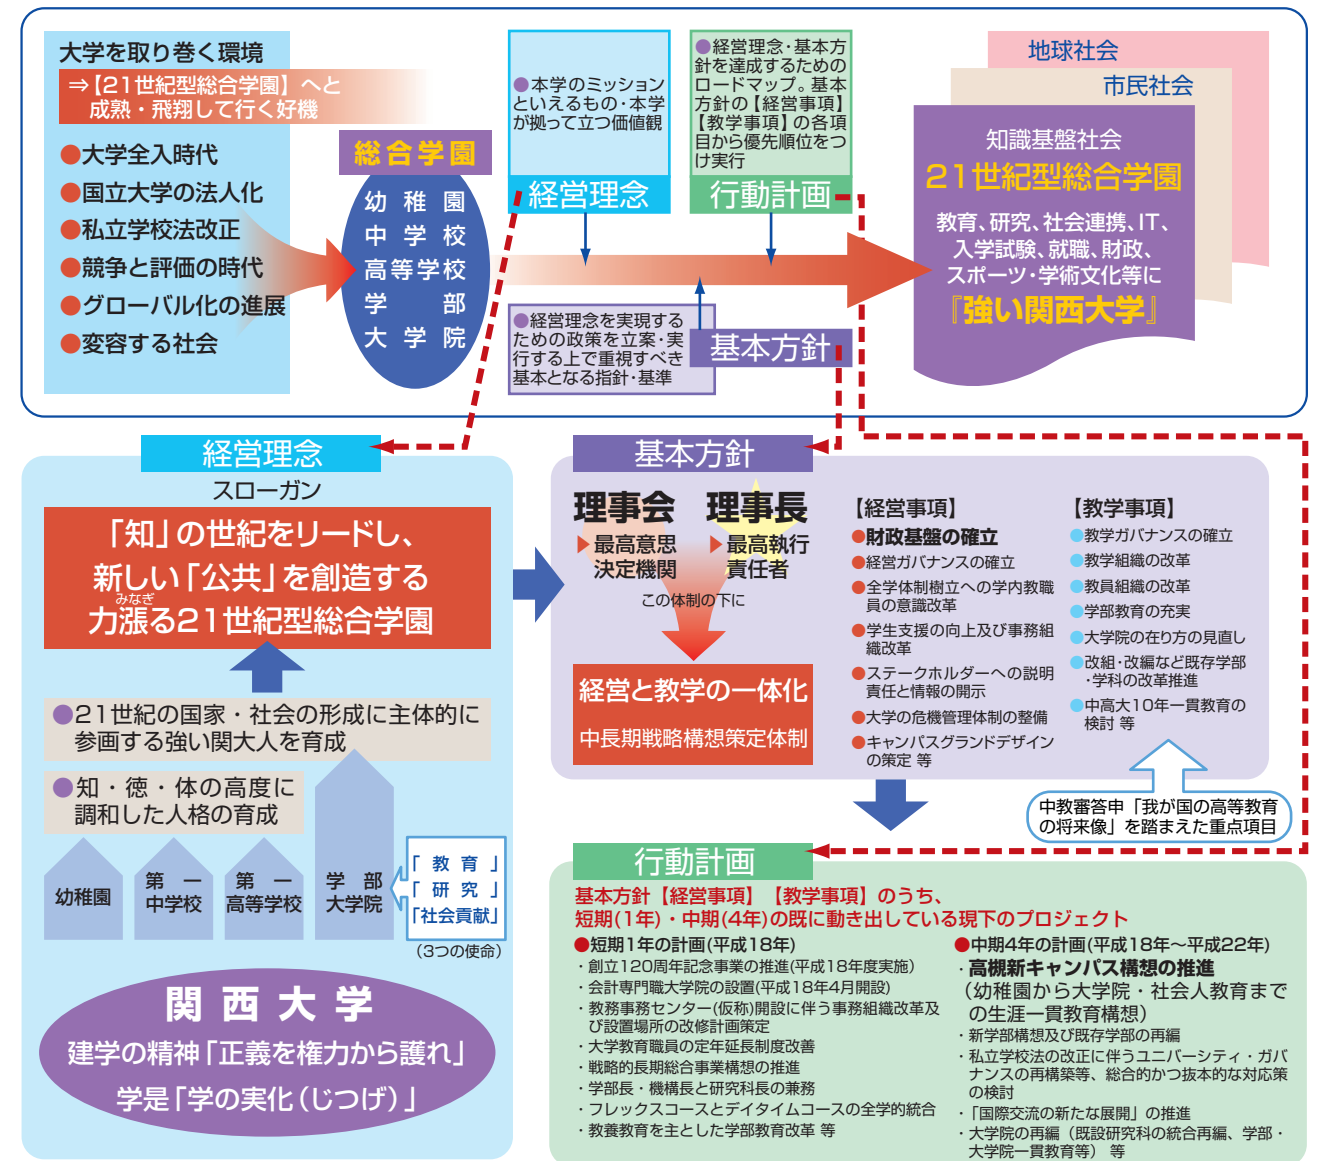 大学を取り巻く環境
⇒【21世紀型総合学園】へと
成熟・飛翔して行く好機
●大学全入時代
●国立大学の法人化
●私立学校法改正
●競争と評価の時代
●グローバル化の進展
●変容する社会
総合学園
幼稚園
中学校
高等学校
学部
大学院
●本学のミッション
といえるもの・本学
が拠って立つ価値観
経営理念
●経営理念・基本方
針を達成するための
ロードマップ。基本
方針の【経営事項】
【教学事項】の各項
目から優先順位をつ
け実行
行動計画
●経営理念を実現する
ための政策を立案・実
行する上で重視すべき
基本となる指針・基準
基本方針
地球社会
市民社会
知識基盤社会
21世紀型総合学園
教育、研究、社会連携、IT、
入学試験、就職、財政、
スポーツ・学術文化等に
『強い関西大学』
経営理念
スローガン
「知」の世紀をリードし、
新しい「公共」を創造する
みなぎ
力漲る21世紀型総合学園
●21世紀の国家・社会の形成に主体的に
参画する強い関大人を育成
●知・徳・体の高度に
調和した人格の育成
幼稚園
第一
中学校
第一
高等学校
学部
大学院
「教育」
「研究」
「社会貢献」
（3つの使命）
関西大学
建学の精神「正義を権力から護れ」
学是「学の実化（じつげ）」
基本方針
理事会
▶最高意思
決定機関
理事長
▶最高執行
責任者
この体制の下に
経営と教学の一体化
中長期戦略構想策定体制
【経営事項】
●財政基盤の確立
●経営ガバナンスの確立
●全学体制樹立への学内教職
員の意識改革
●学生支援の向上及び事務組
織改革
●ステークホルダーへの説明
責任と情報の開示
●大学の危機管理体制の整備
●キャンパスグランドデザイン
の策定 等
【教学事項】
●教学ガバナンスの確立
●教学組織の改革
●教員組織の改革
●学部教育の充実
●大学院の在り方の見直し
●改組・改編など既存学部
・学科の改革推進
●中高大10年一貫教育の
検討 等
中教審答申「我が国の高等教育
の将来像」を踏まえた重点項目
行動計画
基本方針【経営事項】【教学事項】のうち、
短期(1年)・中期(4年)の既に動き出している現下のプロジェクト
●短期1年の計画(平成18年)
・創立120周年記念事業の推進(平成18年度実施)
・会計専門職大学院の設置(平成18年4月開設)
・教務事務センター(仮称)開設に伴う事務組織改革及
び設置場所の改修計画策定
・大学教育職員の定年延長制度改善
・戦略的長期総合事業構想の推進
・学部長・機構長と研究科長の兼務
・フレックスコースとデイタイムコースの全学的統合
・教養教育を主とした学部教育改革 等
●中期4年の計画(平成18年～平成22年)
・高槻新キャンパス構想の推進
（幼稚園から大学院・社会人教育まで
の生涯一貫教育構想）
・新学部構想及び既存学部の再編
・私立学校法の改正に伴うユニバーシティ・ガバ
ナンスの再構築等、総合的かつ抜本的な対応策
の検討
・「国際交流の新たな展開」の推進
・大学院の再編（既設研究科の統合再編、学部・
大学院一貫教育等） 等